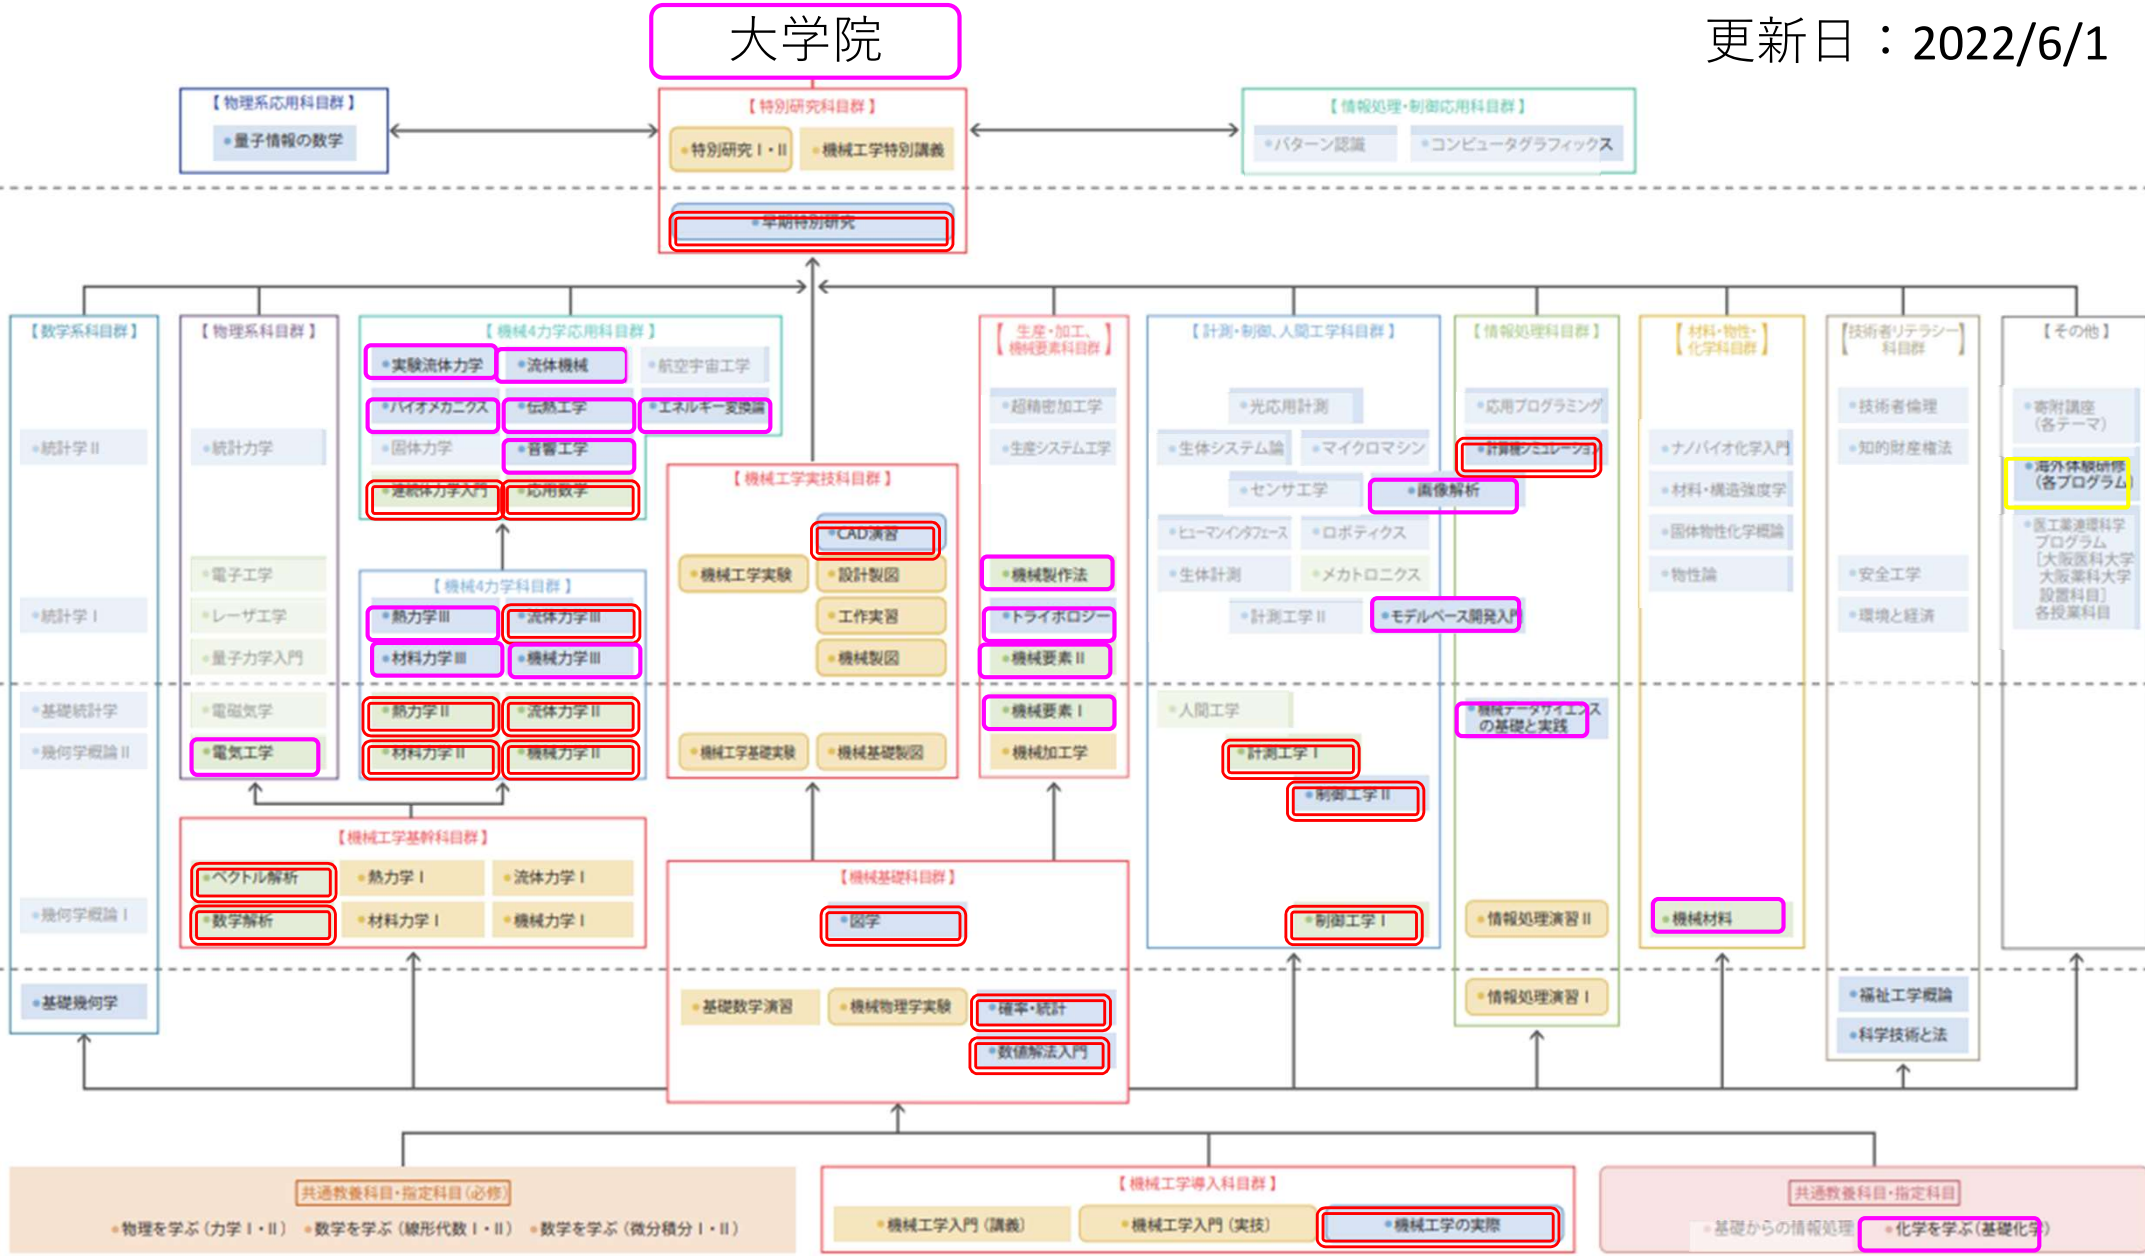 大学院
更新日：2022/6/1
【物理系応用科目群】
●量子情報の数学
【特別研究科目群】
●特別研究Ⅰ・Ⅱ
●機械工学特別講義
●早期特別研究
【情報処理・制御応用科目群】
●パターン認識
●コンピュータグラフィックス
【数学系科目群】
●統計学Ⅱ
●統計学Ⅰ
●基礎統計学
●幾何学概論Ⅱ
●幾何学概論Ⅰ
●基礎幾何学
【物理系科目群】
●統計力学
●電子工学
●レーザ工学
●量子力学入門
●電磁気学
●電気工学
【機械4力学応用科目群】
●実験流体力学
●流体機械
●航空宇宙工学
●バイオメカニクス
●伝熱工学
●エネルギー変換論
●固体力学
●音響工学
●連続体力学入門
●応用数学
【機械4力学科目群】
●熱力学Ⅲ
●流体力学Ⅲ
●材料力学Ⅲ
●機械力学Ⅲ
●熱力学Ⅱ
●流体力学Ⅱ
●材料力学Ⅱ
●機械力学Ⅱ
【機械工学基幹科目群】
●ベクトル解析
●熱力学Ⅰ
●流体力学Ⅰ
●数学解析
●材料力学Ⅰ
●機械力学Ⅰ
【機械工学実技科目群】
●CAD演習
●機械工学実験
●設計製図
●工作実習
●機械製図
●機械工学基礎実験
●機械基礎製図
【機械基礎科目群】
●図学
●基礎数学演習
●機械物理学実験
●確率・統計
●数値解法入門
【生産・加工、
機械要素科目群】
●超精密加工学
●生産システム工学
●機械製作法
●トライボロジー
●機械要素Ⅱ
●機械要素Ⅰ
●機械加工学
【計測・制御、人間工学科目群】
●光応用計測
●生体システム論
●マイクロマシン
●センサ工学
●画像解析
●ヒューマンインタフェース
●ロボティクス
●生体計測
●メカトロニクス
●計測工学Ⅱ
●モデルベース開発入門
●人間工学
●計測工学Ⅰ
●制御工学Ⅱ
●制御工学Ⅰ
【情報処理科目群】
●応用プログラミング
●計算機シミュレーション
●機械データサイエンス
の基礎と実践
●情報処理演習Ⅱ
●情報処理演習Ⅰ
【材料・物性・
化学科目群】
●ナノバイオ化学入門
●材料・構造強度学
●固体物性化学概論
●物性論
●機械材料
【技術者リテラシー
科目群】
●技術者倫理
●知的財産権法
●安全工学
●環境と経済
●福祉工学概論
●科学技術と法
【その他】
●寄附講座
（各テーマ）
●海外体験研修
（各プログラム）
●医工薬連環科学
プログラム
［大阪医科大学
大阪薬科大学
設置科目］
各授業科目
共通教養科目・指定科目（必修）
●物理を学ぶ（力学Ⅰ・Ⅱ） ●数学を学ぶ（線形代数Ⅰ・Ⅱ） ●数学を学ぶ（微分積分Ⅰ・Ⅱ）
【機械工学導入科目群】
●機械工学入門（講義）
●機械工学入門（実技）
●機械工学の実際
共通教養科目・指定科目
●基礎からの情報処理 ●化学を学ぶ（基礎化学）